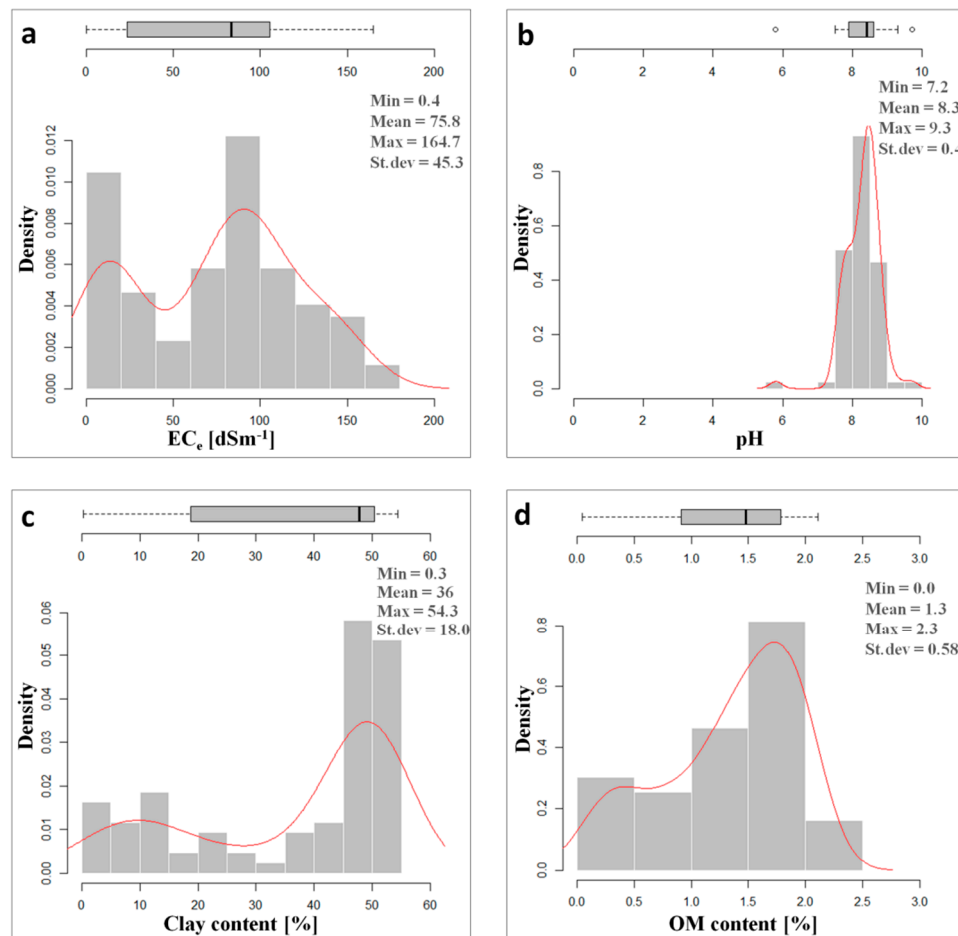 a
0 50 100 150 200
Min = 0.4
Mean = 75.8
Max = 164.7
St.dev = 45.3
Density
0.000 0.002 0.004 0.006 0.008 0.010 0.012
0 50 100 150 200
ECe [dSm⁻¹]
b
0 2 4 6 8 10
Min = 7.2
Mean = 8.3
Max = 9.3
St.dev = 0.4
Density
0.0 0.2 0.4 0.6 0.8
0 2 4 6 8 10
pH
c
0 10 20 30 40 50 60
Min = 0.3
Mean = 36
Max = 54.3
St.dev = 18.0
Density
0.00 0.01 0.02 0.03 0.04 0.05 0.06
0 10 20 30 40 50 60
Clay content [%]
d
0.0 0.5 1.0 1.5 2.0 2.5 3.0
Min = 0.0
Mean = 1.3
Max = 2.3
St.dev = 0.58
Density
0.0 0.2 0.4 0.6 0.8
0.0 0.5 1.0 1.5 2.0 2.5 3.0
OM content [%]